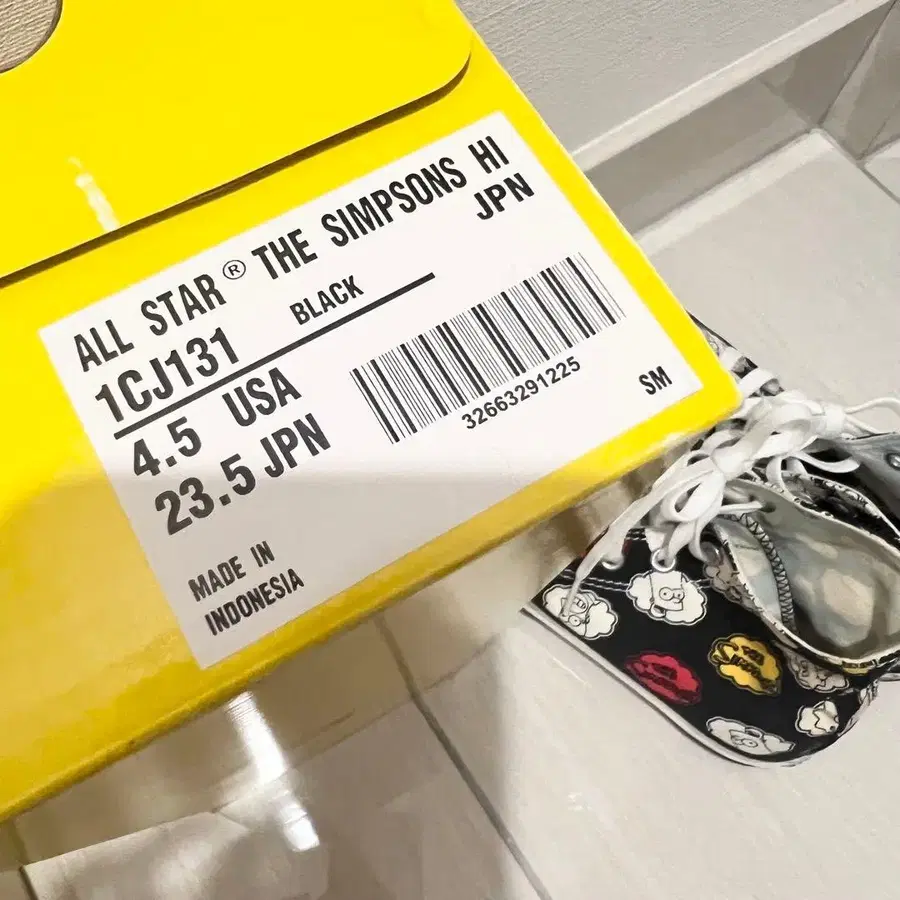 ALL STAR® THE SIMPSONS HI
JPN
1CJ131 BLACK
4.5 USA
23.5 JPN
32663291225
SM
MADE IN
INDONESIA